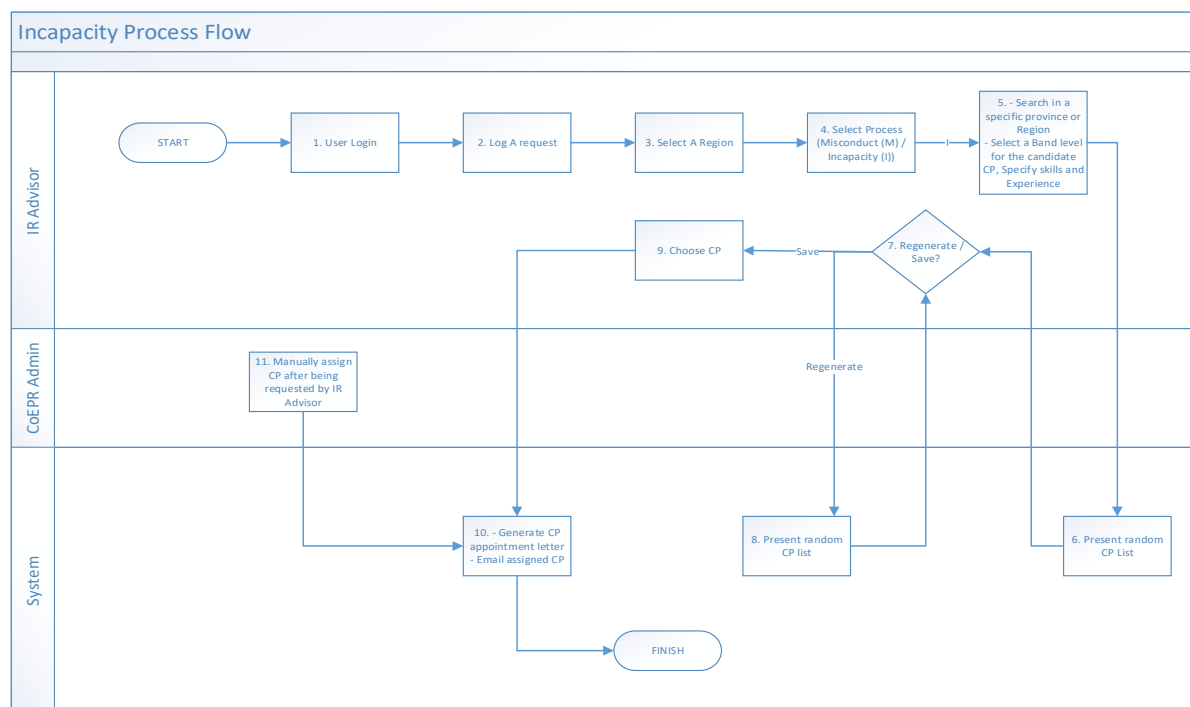 Incapacity Process Flow
IR Advisor
START
1. User Login
2. Log A request
3. Select A Region
4. Select Process
(Misconduct (M) /
Incapacity (I))
I
5. - Search in a
specific province or
Region
- Select a Band level
for the candidate
CP, Specify skills and
Experience
9. Choose CP
Save
7. Regenerate /
Save?
CoEPR Admin
11. Manually assign
CP after being
requested by IR
Advisor
Regenerate
System
10. - Generate CP
appointment letter
- Email assigned CP
8. Present random
CP list
6. Present random
CP List
FINISH